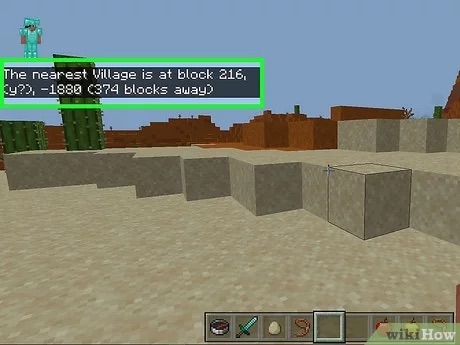 The nearest Village is at block 216,
(y?), -1880 (374 blocks away)
wikiHow